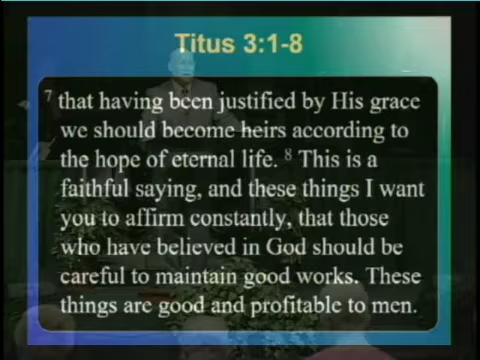 Titus 3:1-8
7 that having been justified by His grace
we should become heirs according to
the hope of eternal life. 8 This is a
faithful saying, and these things I want
you to affirm constantly, that those
who have believed in God should be
careful to maintain good works. These
things are good and profitable to men.